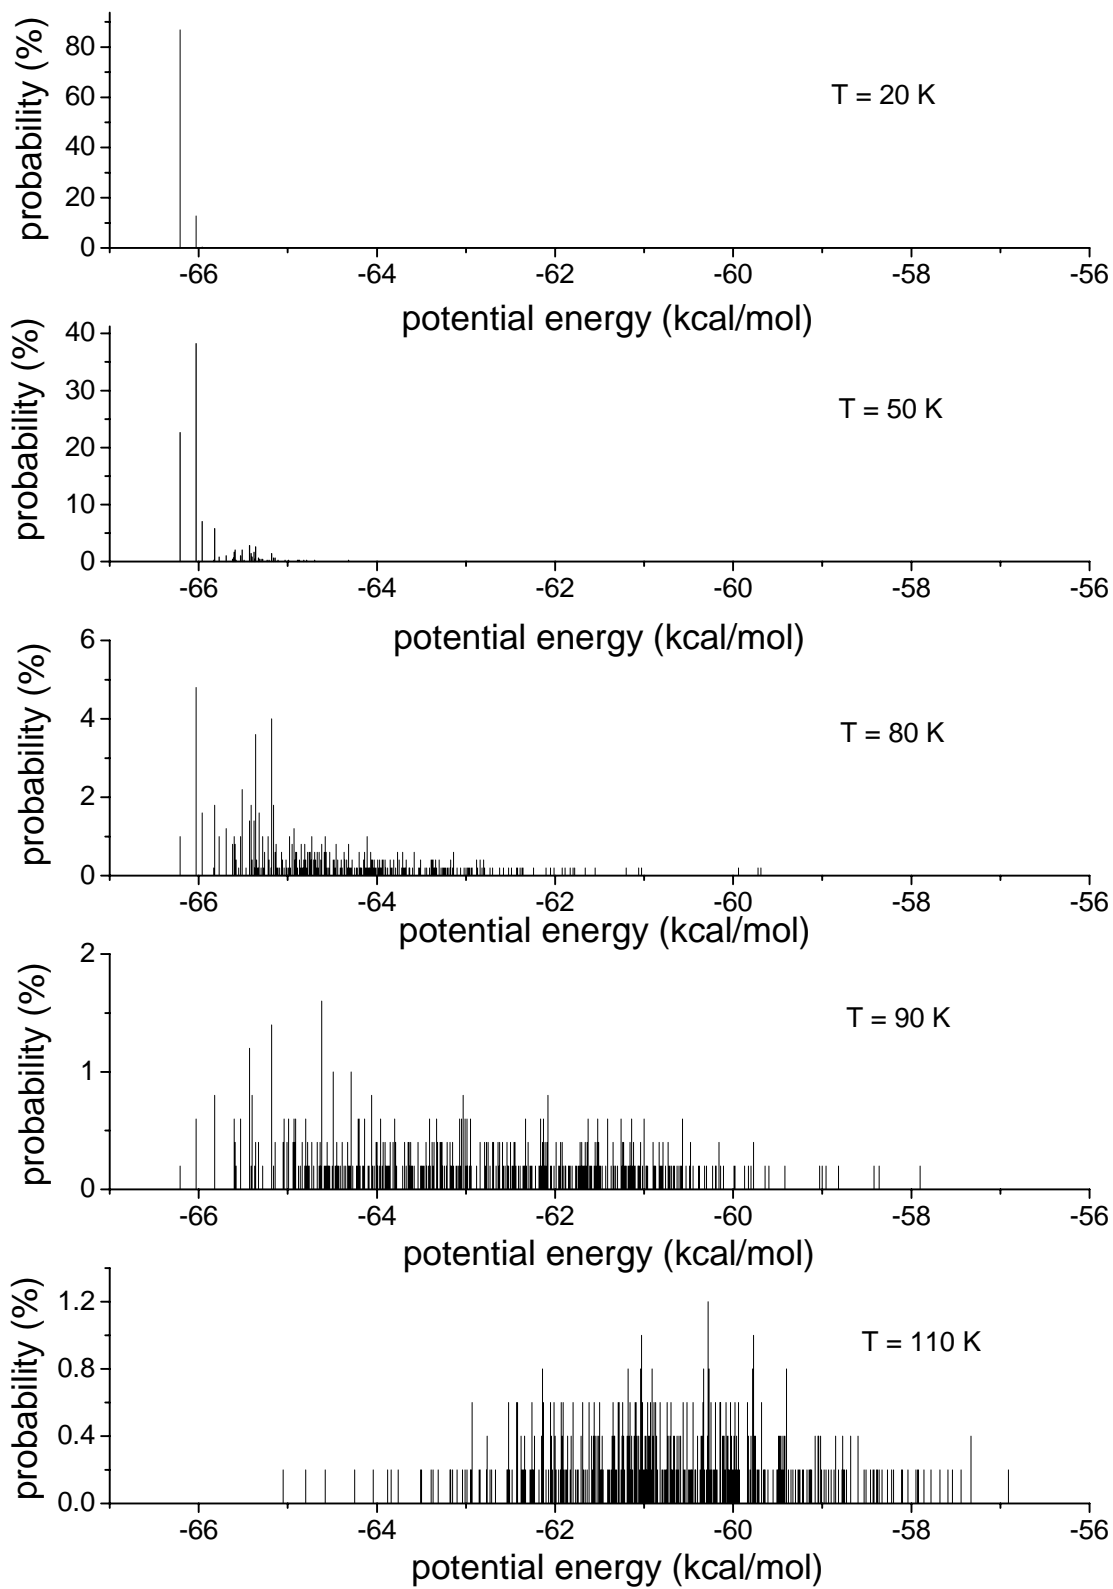 probability (%)
80
60
40
20
0
T = 20 K
-66 -64 -62 -60 -58 -56
potential energy (kcal/mol)
probability (%)
40
30
20
10
0
T = 50 K
-66 -64 -62 -60 -58 -56
potential energy (kcal/mol)
probability (%)
6
4
2
0
T = 80 K
-66 -64 -62 -60 -58 -56
potential energy (kcal/mol)
probability (%)
2
1
0
T = 90 K
-66 -64 -62 -60 -58 -56
potential energy (kcal/mol)
probability (%)
1.2
0.8
0.4
0.0
T = 110 K
-66 -64 -62 -60 -58 -56
potential energy (kcal/mol)